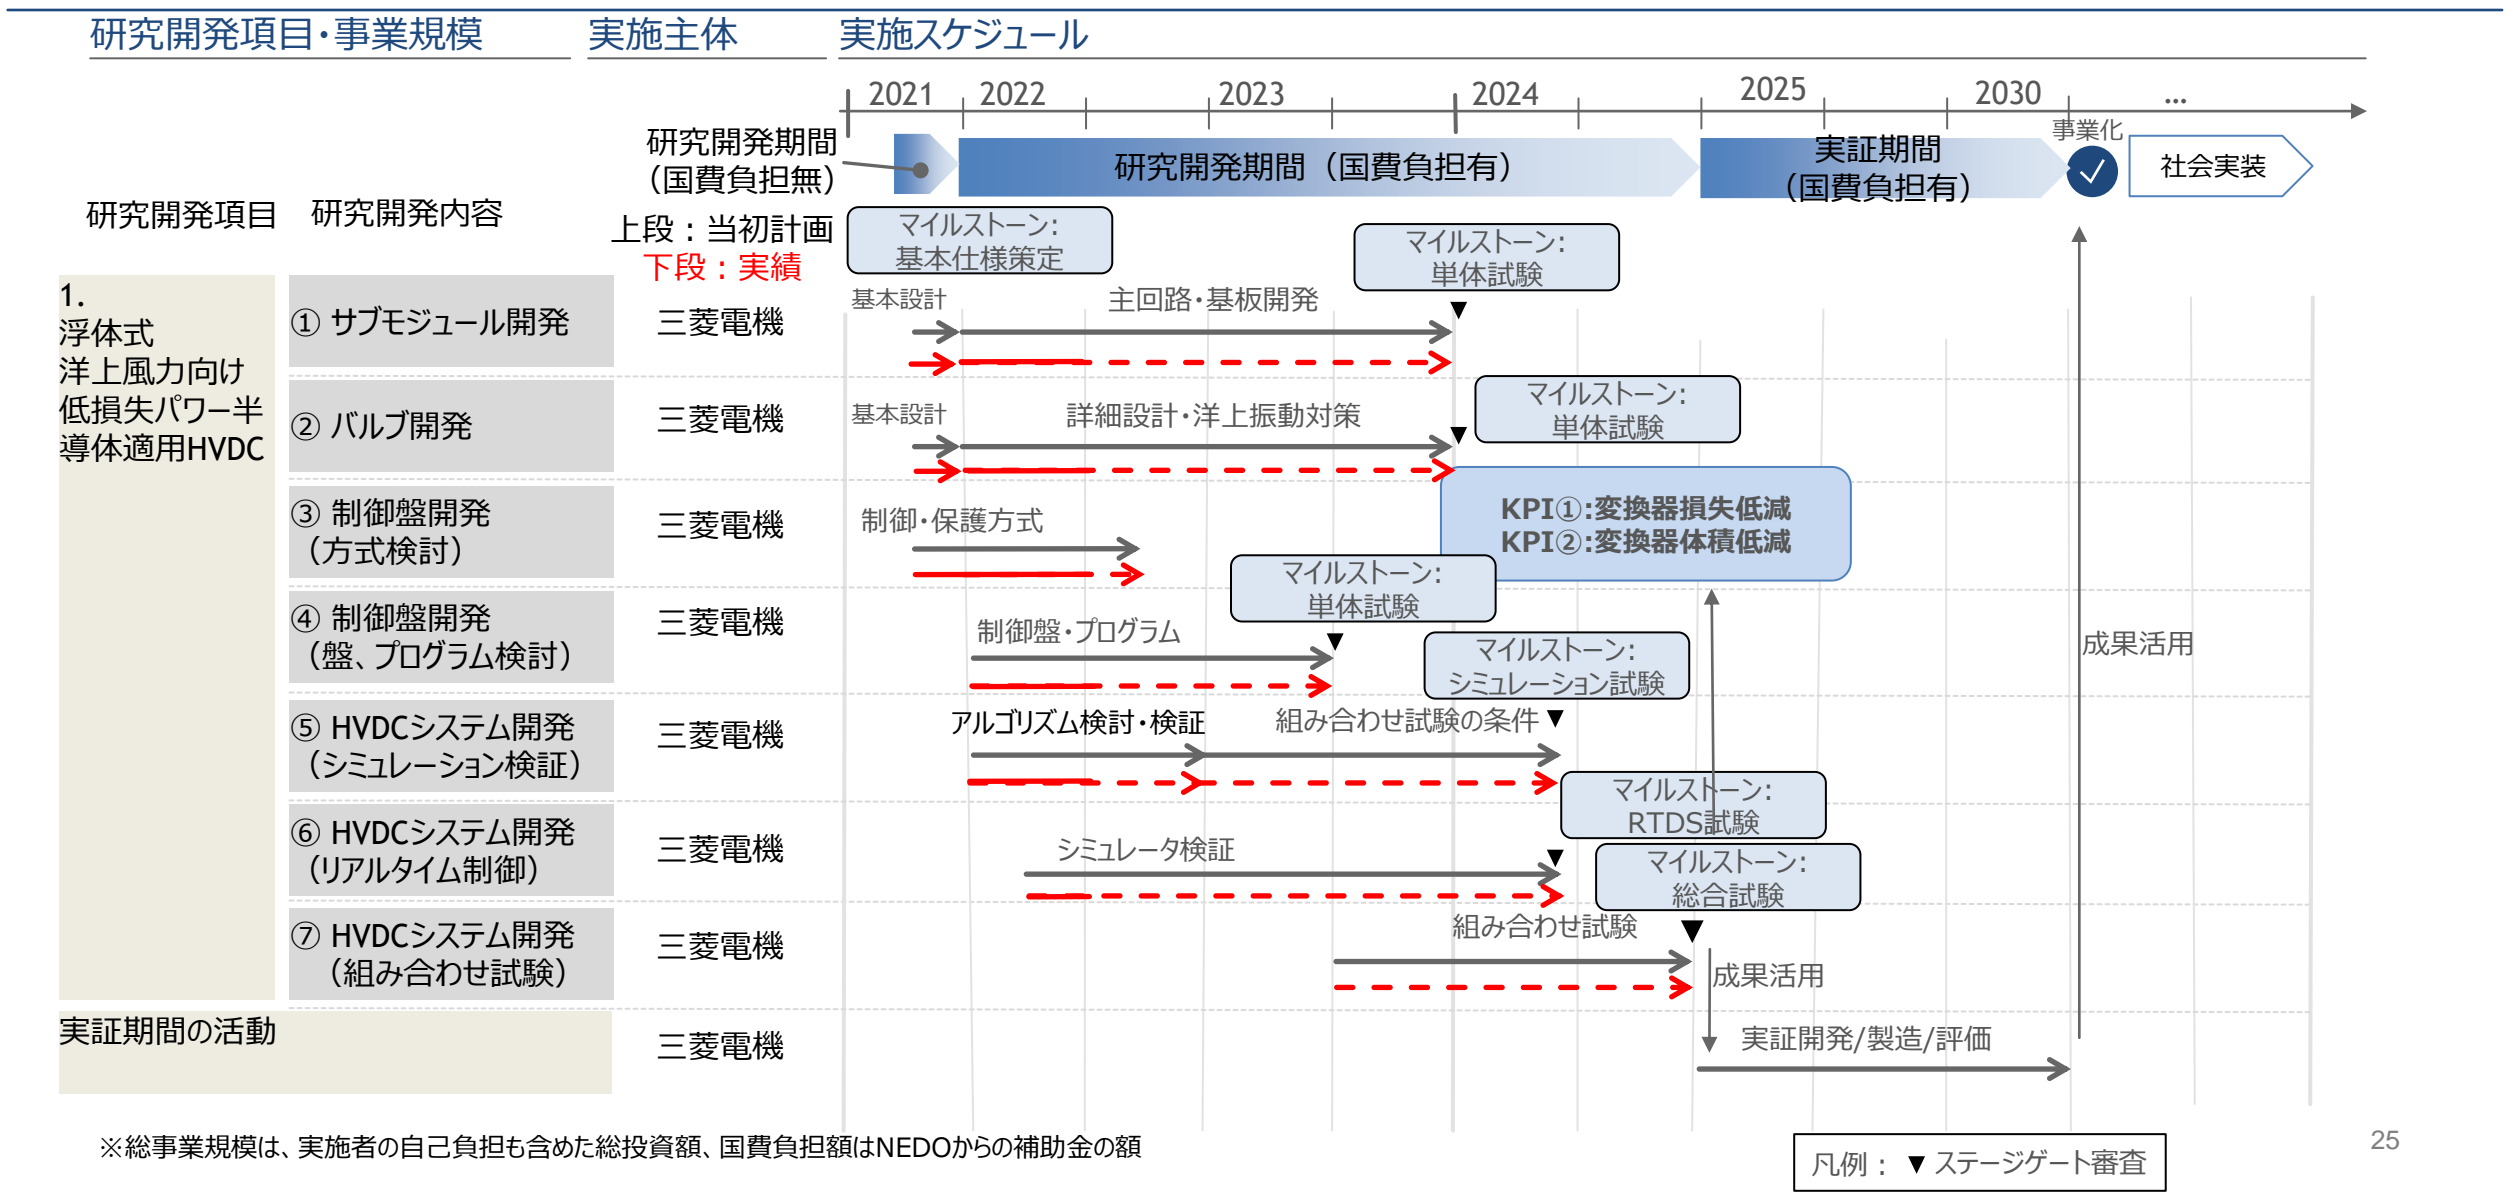 研究開発項目・事業規模
実施主体
実施スケジュール
2021
2022
2023
2024
2025
2030
…
研究開発期間
（国費負担無）
研究開発期間（国費負担有）
実証期間
（国費負担有）
事業化
社会実装
研究開発項目
研究開発内容
上段：当初計画
下段：実績
マイルストーン:
基本仕様策定
マイルストーン:
単体試験
1.
浮体式
洋上風力向け
低損失パワー半
導体適用HVDC
① サブモジュール開発
三菱電機
基本設計
主回路・基板開発
② バルブ開発
三菱電機
基本設計
詳細設計・洋上振動対策
マイルストーン:
単体試験
③ 制御盤開発
（方式検討）
三菱電機
制御・保護方式
KPI①:変換器損失低減
KPI②:変換器体積低減
④ 制御盤開発
（盤、プログラム検討）
三菱電機
制御盤・プログラム
マイルストーン:
単体試験
⑤ HVDCシステム開発
（シミュレーション検証）
三菱電機
アルゴリズム検討・検証
組み合わせ試験の条件
マイルストーン:
シミュレーション試験
⑥ HVDCシステム開発
（リアルタイム制御）
三菱電機
シミュレータ検証
マイルストーン:
RTDS試験
⑦ HVDCシステム開発
（組み合わせ試験）
三菱電機
組み合わせ試験
マイルストーン:
総合試験
成果活用
成果活用
実証期間の活動
三菱電機
実証開発/製造/評価
※総事業規模は、実施者の自己負担も含めた総投資額、国費負担額はNEDOからの補助金の額
凡例： ▼ ステージゲート審査
25